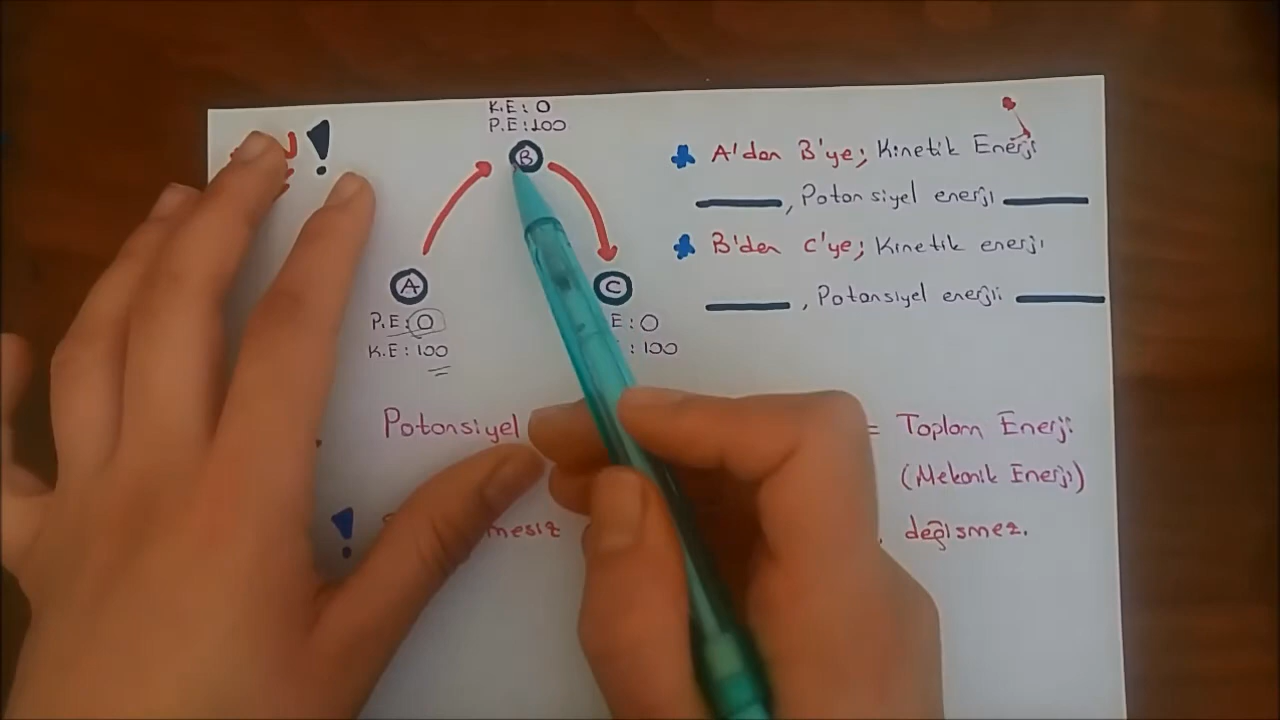 K.E: 0
P.E:100
B
A
C
P.E: 0
K.E: 100
E: 0
: 100
A'dan B'ye; Kinetik Enerji
, Potansiyel enerji
B'den C'ye; Kinetik enerji
, Potansiyel enerji
Potansiyel = Toplam Enerji
(Mekanik Enerji)
! mesiz , değişmez.